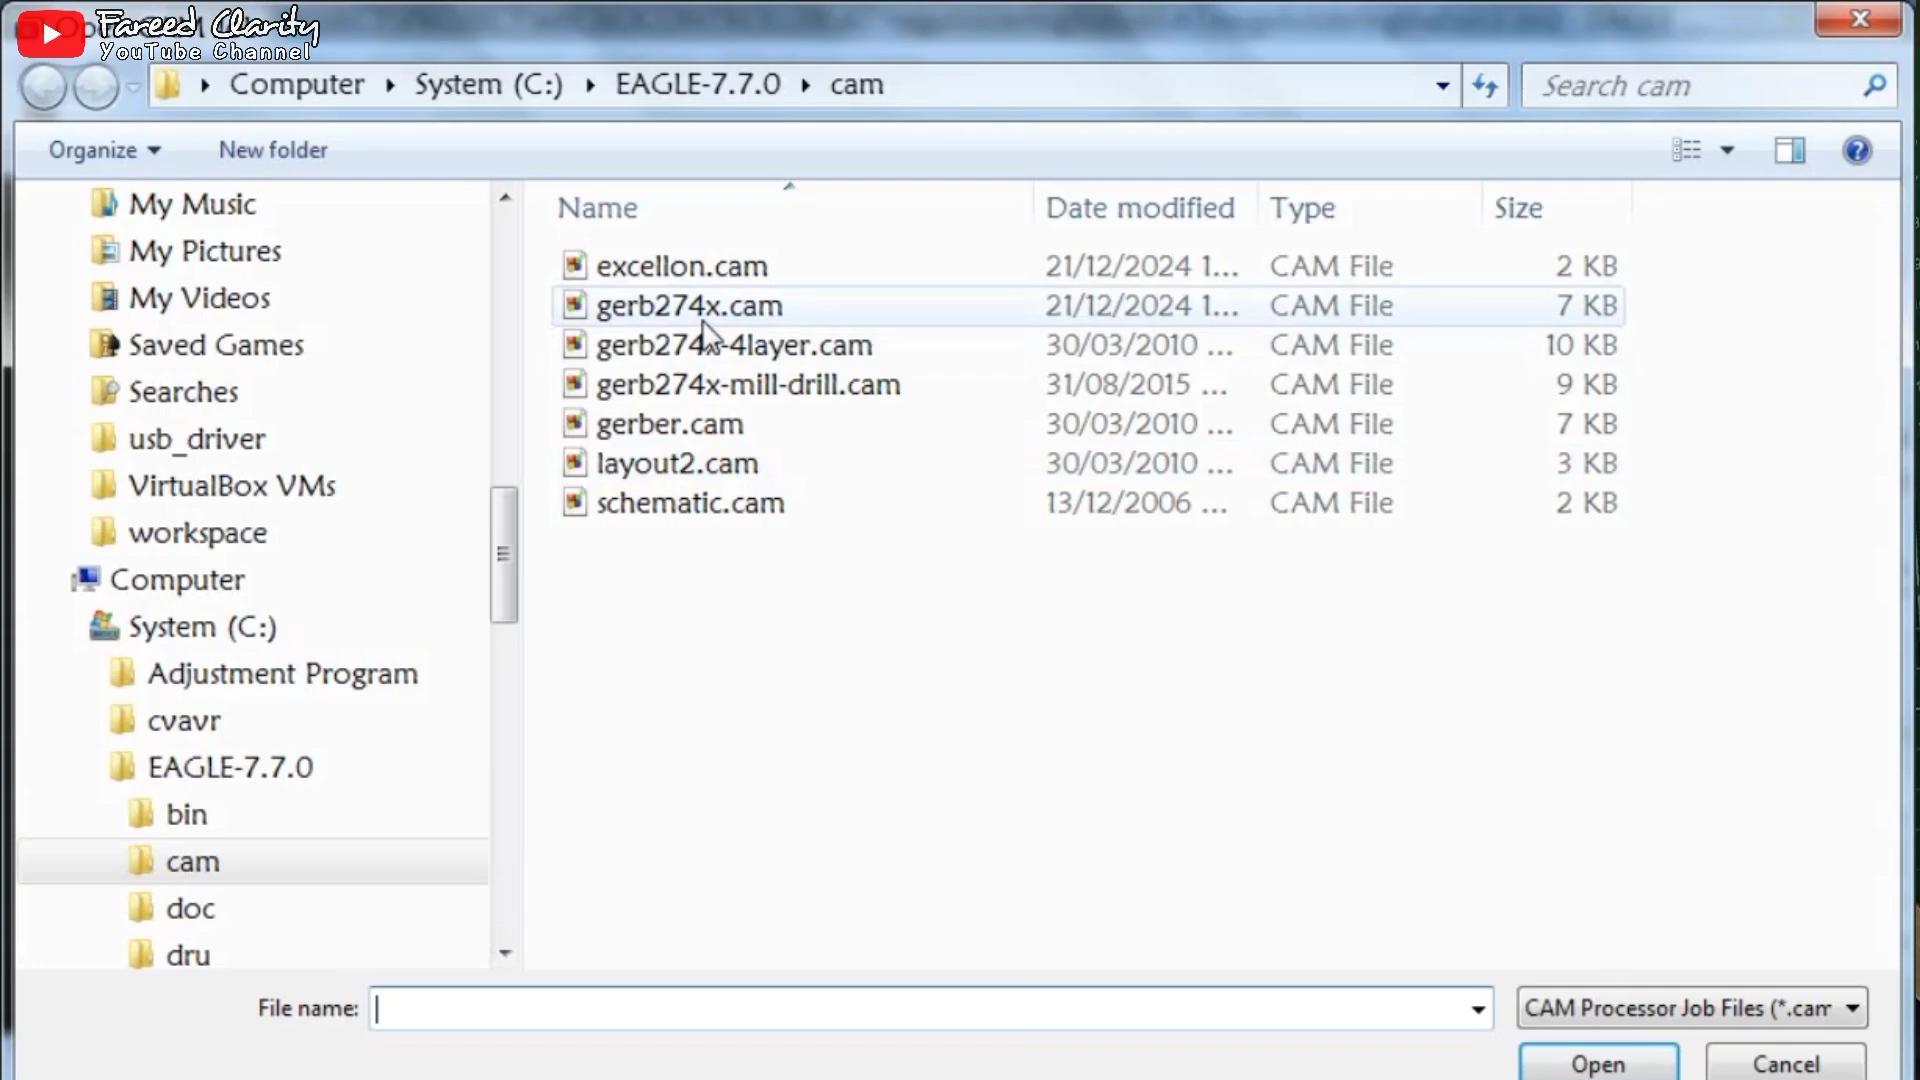 Fareed Clarity
YouTube Channel
Computer System (C:) EAGLE-7.7.0 cam
Search cam
Organize New folder
My Music
My Pictures
My Videos
Saved Games
Searches
usb_driver
VirtualBox VMs
workspace
Computer
System (C:)
Adjustment Program
cvavr
EAGLE-7.7.0
bin
cam
doc
dru
Name Date modified Type Size
excellon.cam 21/12/2024 1... CAM File 2 KB
gerb274x.cam 21/12/2024 1... CAM File 7 KB
gerb274x-4layer.cam 30/03/2010 ... CAM File 10 KB
gerb274x-mill-drill.cam 31/08/2015 ... CAM File 9 KB
gerber.cam 30/03/2010 ... CAM File 7 KB
layout2.cam 30/03/2010 ... CAM File 3 KB
schematic.cam 13/12/2006 ... CAM File 2 KB
File name: CAM Processor Job Files (*.cam
Open Cancel